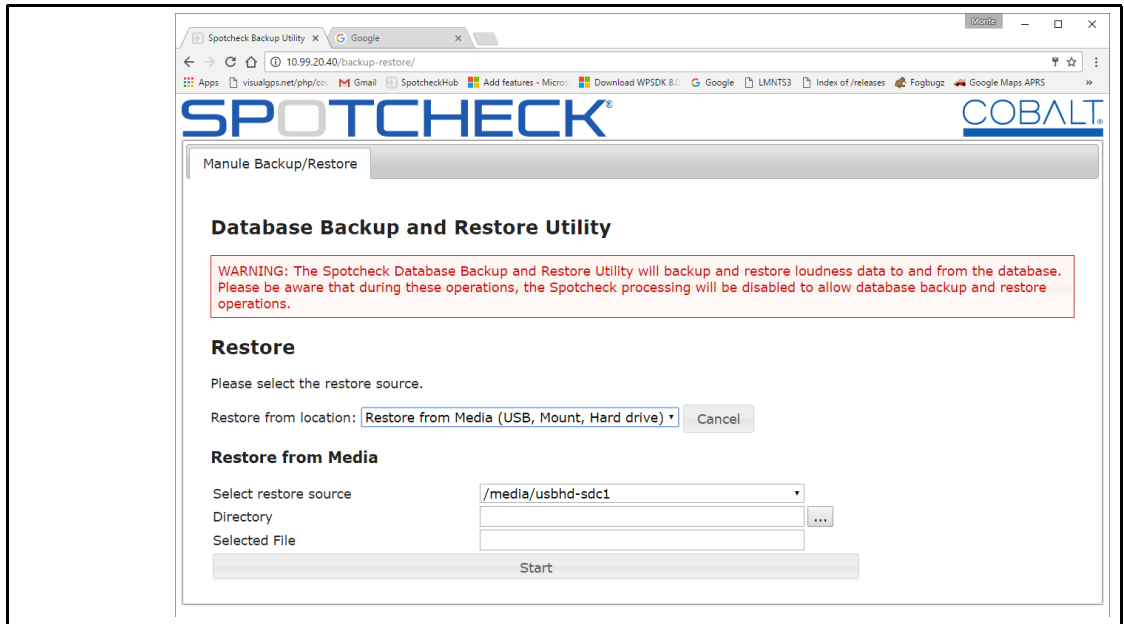 Monte
Spotcheck Backup Utility
Google
10.99.20.40/backup-restore/
Apps visualgps.net/php/cou Gmail SpotcheckHub Add features - Micros Download WPSDK 8.0 Google LMNTS3 Index of /releases Fogbugz Google Maps APRS »
SPOTCHECK®
COBALT®
Manule Backup/Restore
Database Backup and Restore Utility
WARNING: The Spotcheck Database Backup and Restore Utility will backup and restore loudness data to and from the database.
Please be aware that during these operations, the Spotcheck processing will be disabled to allow database backup and restore
operations.
Restore
Please select the restore source.
Restore from location: Restore from Media (USB, Mount, Hard drive) Cancel
Restore from Media
Select restore source /media/usbhd-sdc1
Directory ...
Selected File
Start